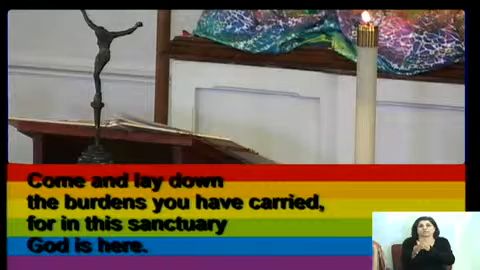 Come and lay down
the burdens you have carried,
for in this sanctuary
God is here.